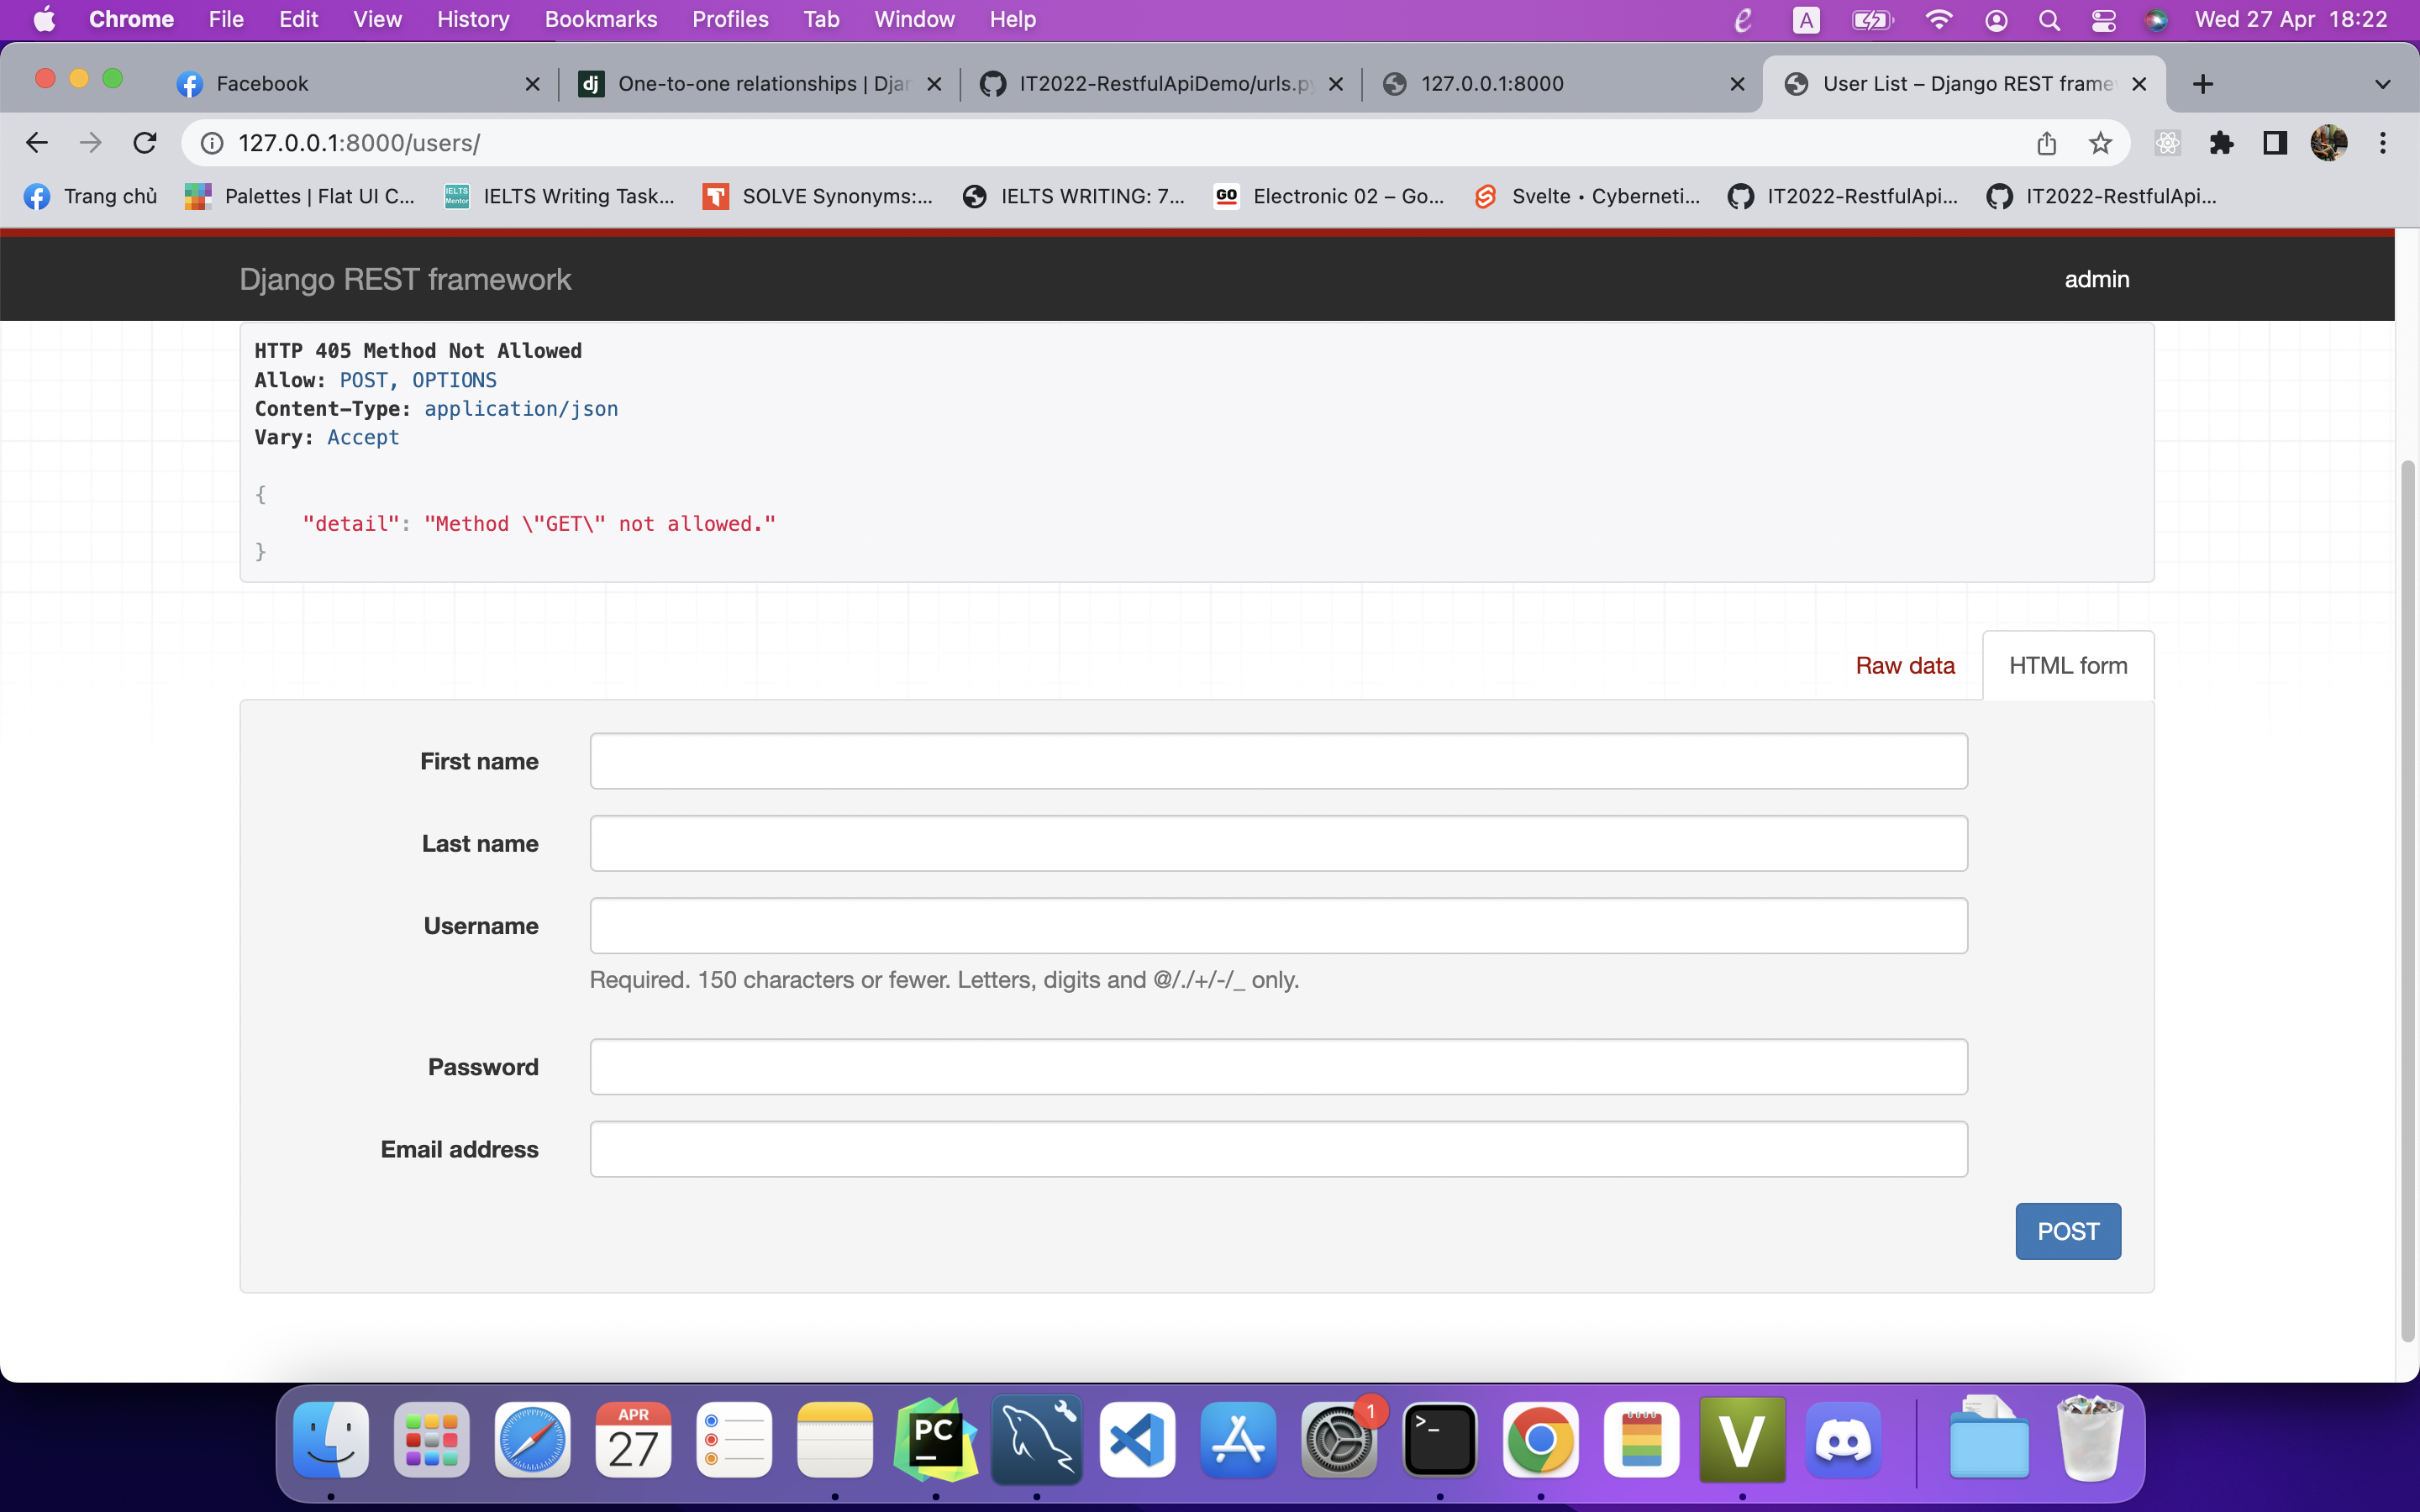 Chrome File Edit View History Bookmarks Profiles Tab Window Help A Wed 27 Apr 18:22
Facebook
dj One-to-one relationships | Djan
IT2022-RestfulApiDemo/urls.py
127.0.0.1:8000
User List – Django REST frame
127.0.0.1:8000/users/
Trang chủ Palettes | Flat UI C... IELTS Mentor IELTS Writing Task... SOLVE Synonyms:... IELTS WRITING: 7... GO Electronic 02 – Go... Svelte • Cyberneti... IT2022-RestfulApi... IT2022-RestfulApi...
Django REST framework admin
HTTP 405 Method Not Allowed
Allow: POST, OPTIONS
Content-Type: application/json
Vary: Accept
{
"detail": "Method \"GET\" not allowed."
}
Raw data HTML form
First name
Last name
Username
Required. 150 characters or fewer. Letters, digits and @/./+/-/_ only.
Password
Email address
POST
APR
27
PC
>_
1
V